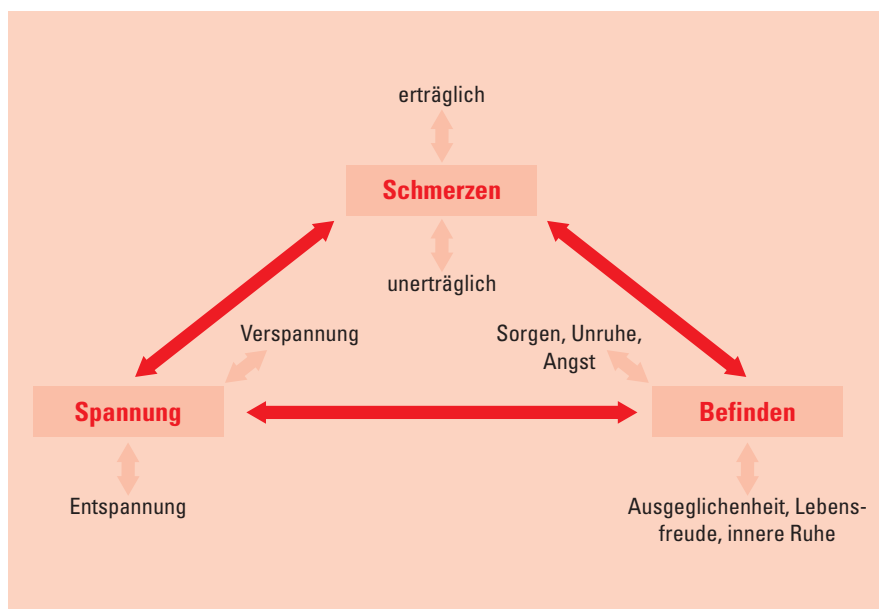 erträglich
Schmerzen
unerträglich
Verspannung
Sorgen, Unruhe,
Angst
Spannung
Befinden
Entspannung
Ausgeglichenheit, Lebens-
freude, innere Ruhe